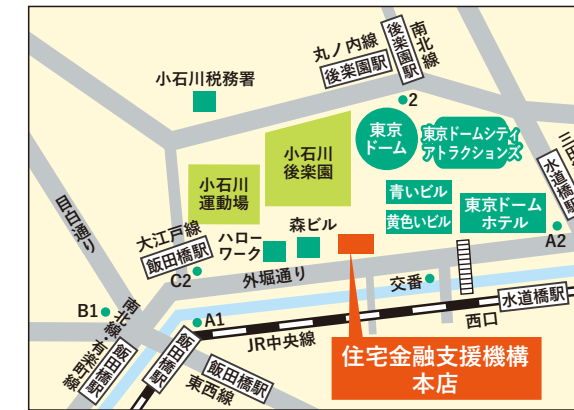 丸ノ内線
後楽園駅
後楽園駅
南北線
小石川税務署
2
東京
ドーム
東京ドームシティ
アトラクションズ
三田
水道橋駅
小石川
後楽園
小石川
運動場
青いビル
黄色いビル
東京ドーム
ホテル
A2
目白通り
大江戸線
飯田橋駅
C2
ハロー
ワーク
森ビル
外堀通り
交番
水道橋駅
西口
B1
南北線・有楽町線
飯田橋駅
A1
飯田橋駅
JR中央線
飯田橋駅
東西線
住宅金融支援機構
本店